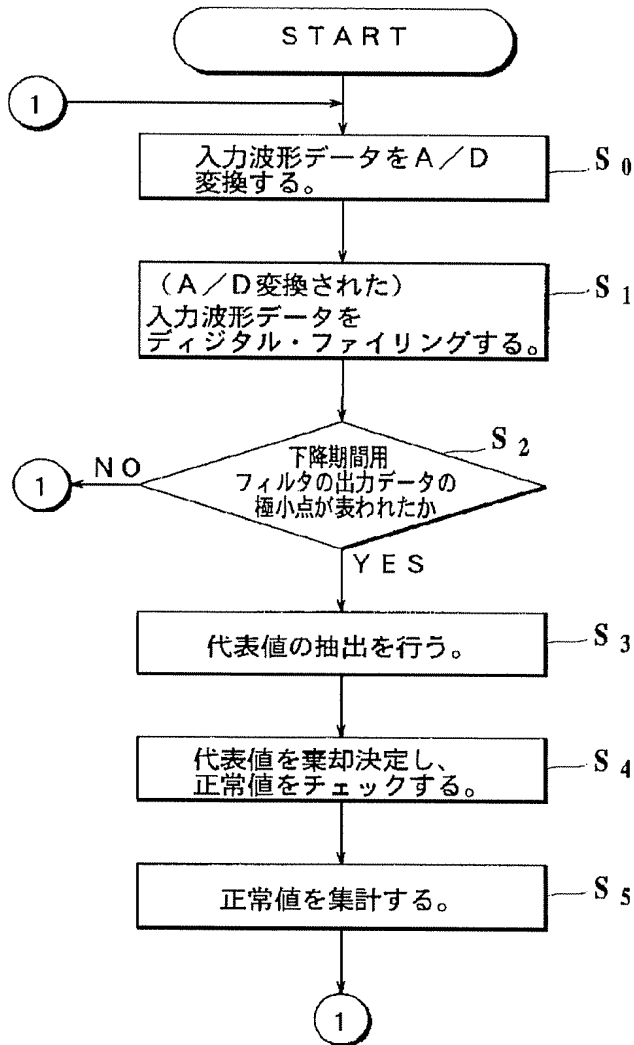 START
1
入力波形データをA／D
変換する。
S0
（A／D変換された）
入力波形データを
ディジタル・ファイリングする。
S1
下降期間用
フィルタの出力データの
極小点が表われたか
S2
NO
1
YES
代表値の抽出を行う。
S3
代表値を棄却決定し、
正常値をチェックする。
S4
正常値を集計する。
S5
1